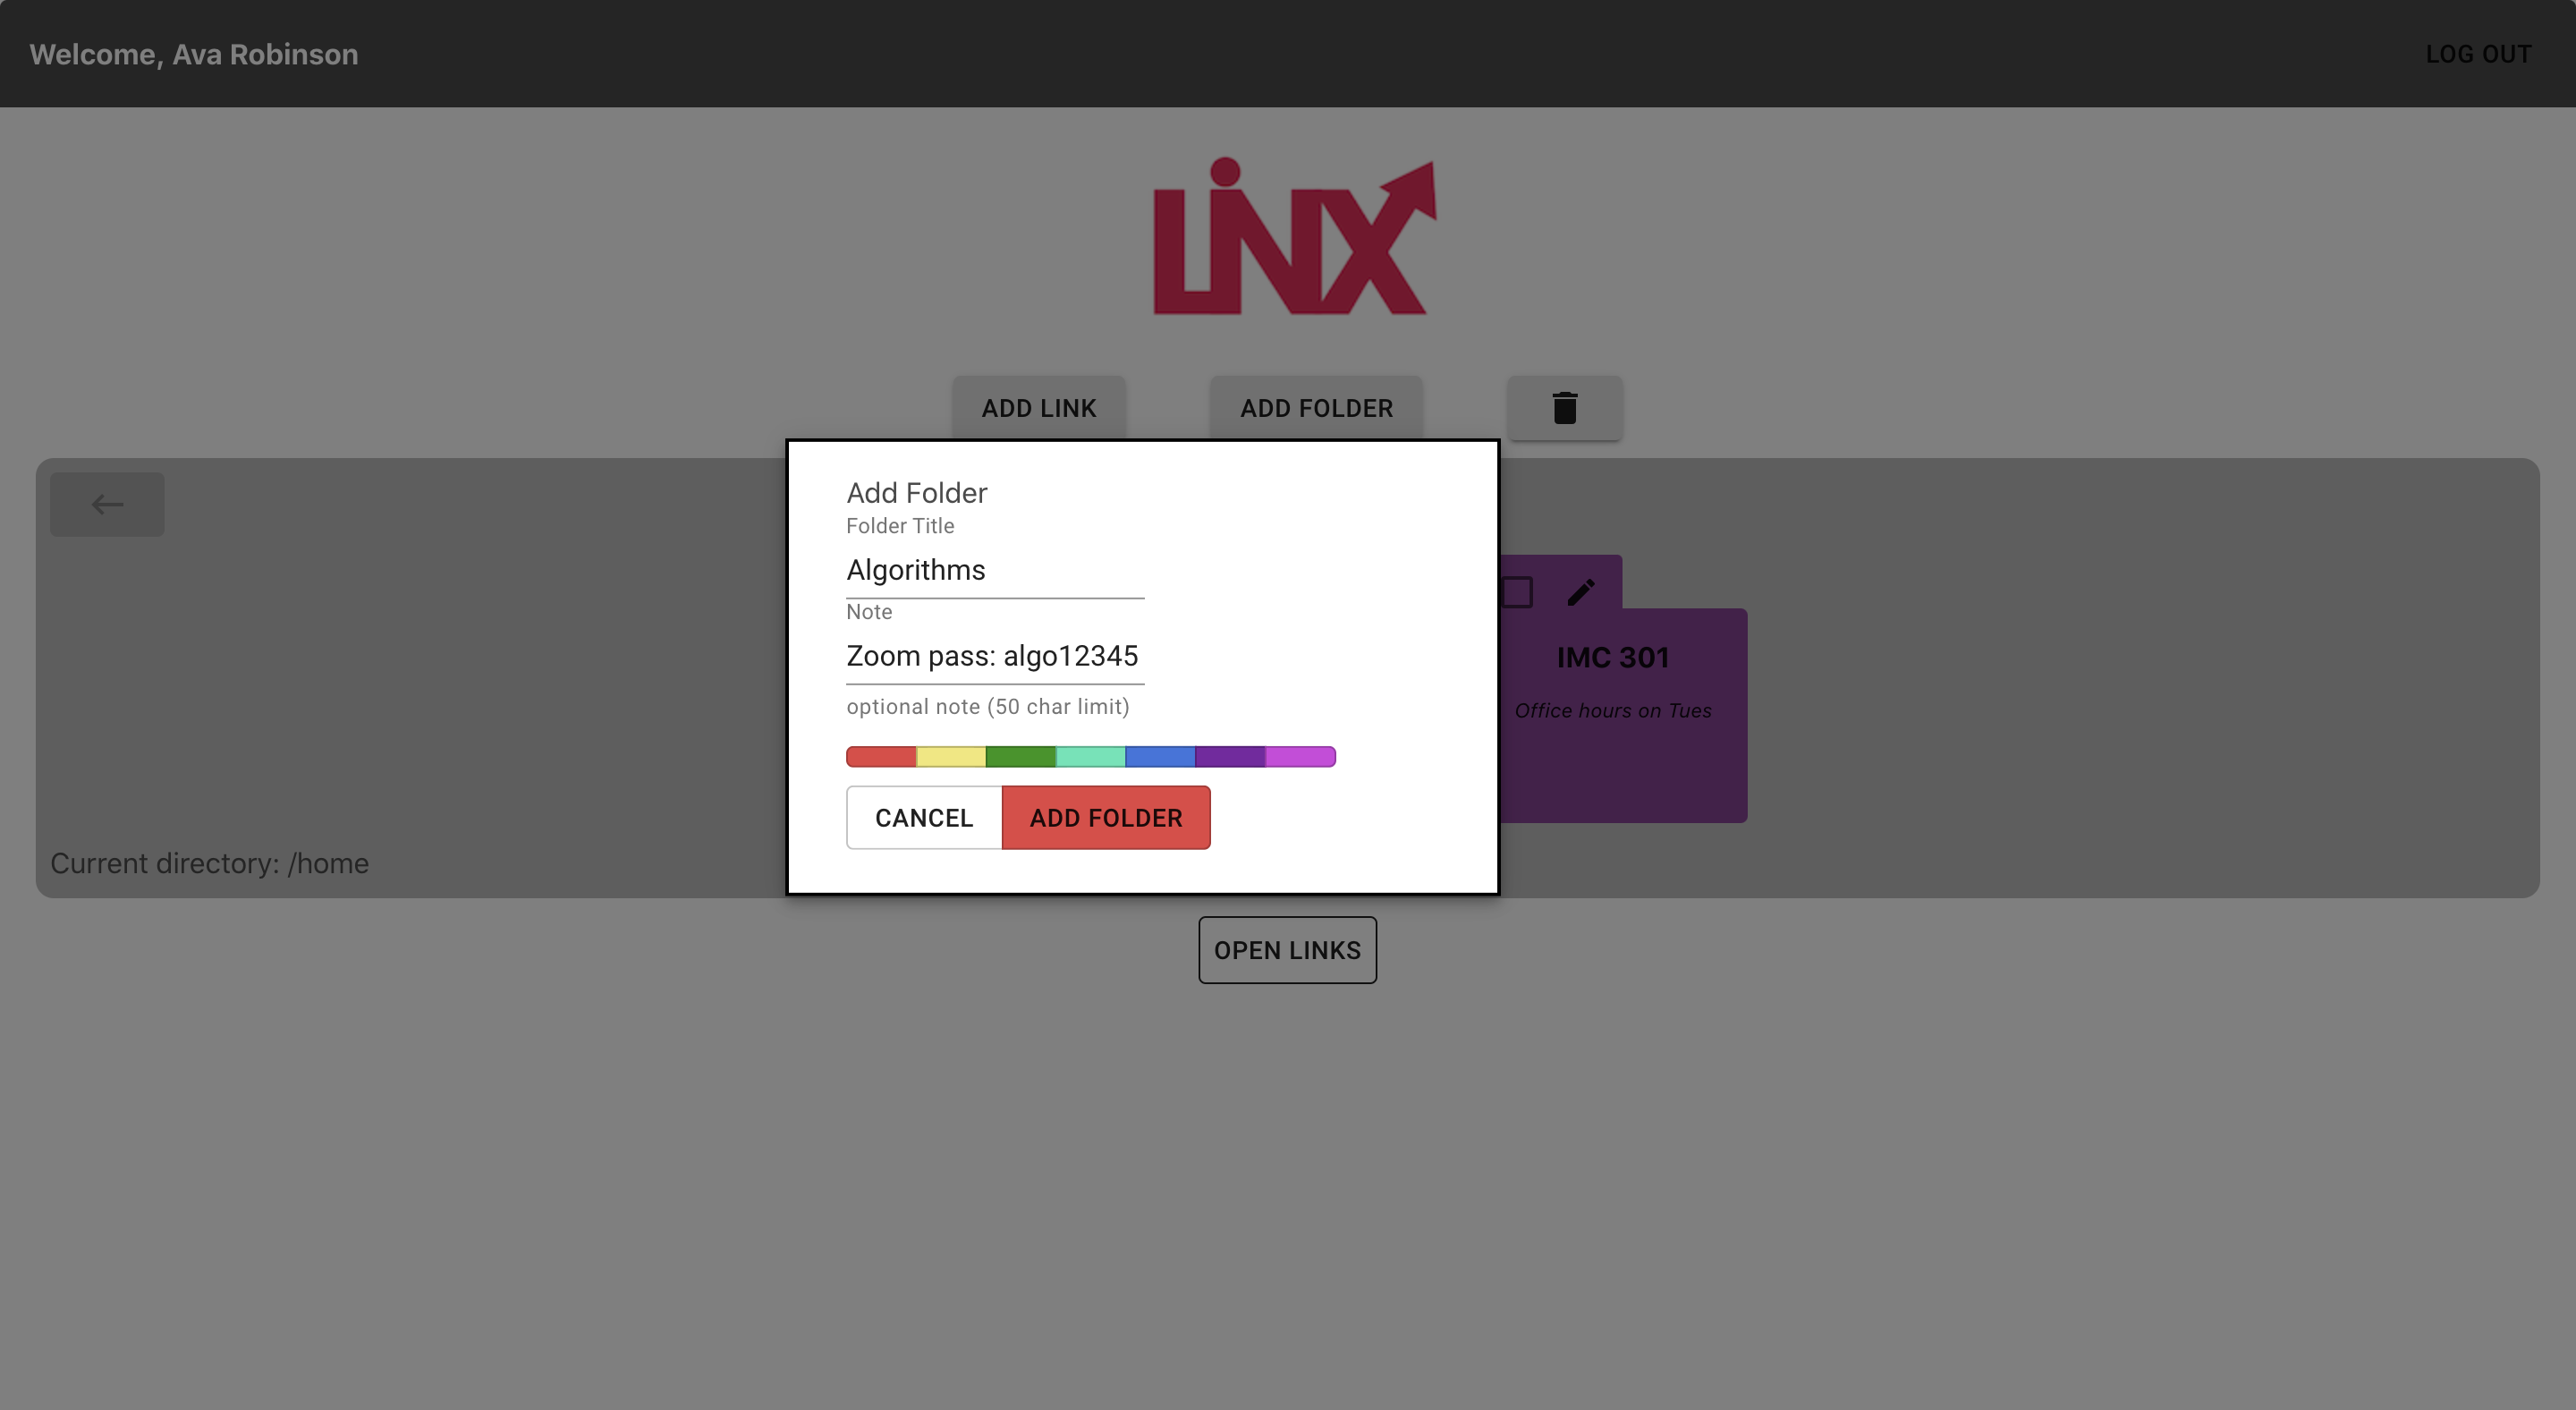 Welcome, Ava Robinson
LOG OUT
LiNX
ADD LINK
ADD FOLDER
Add Folder
Folder Title
Algorithms
Note
Zoom pass: algo12345
optional note (50 char limit)
CANCEL
ADD FOLDER
IMC 301
Office hours on Tues
Current directory: /home
OPEN LINKS